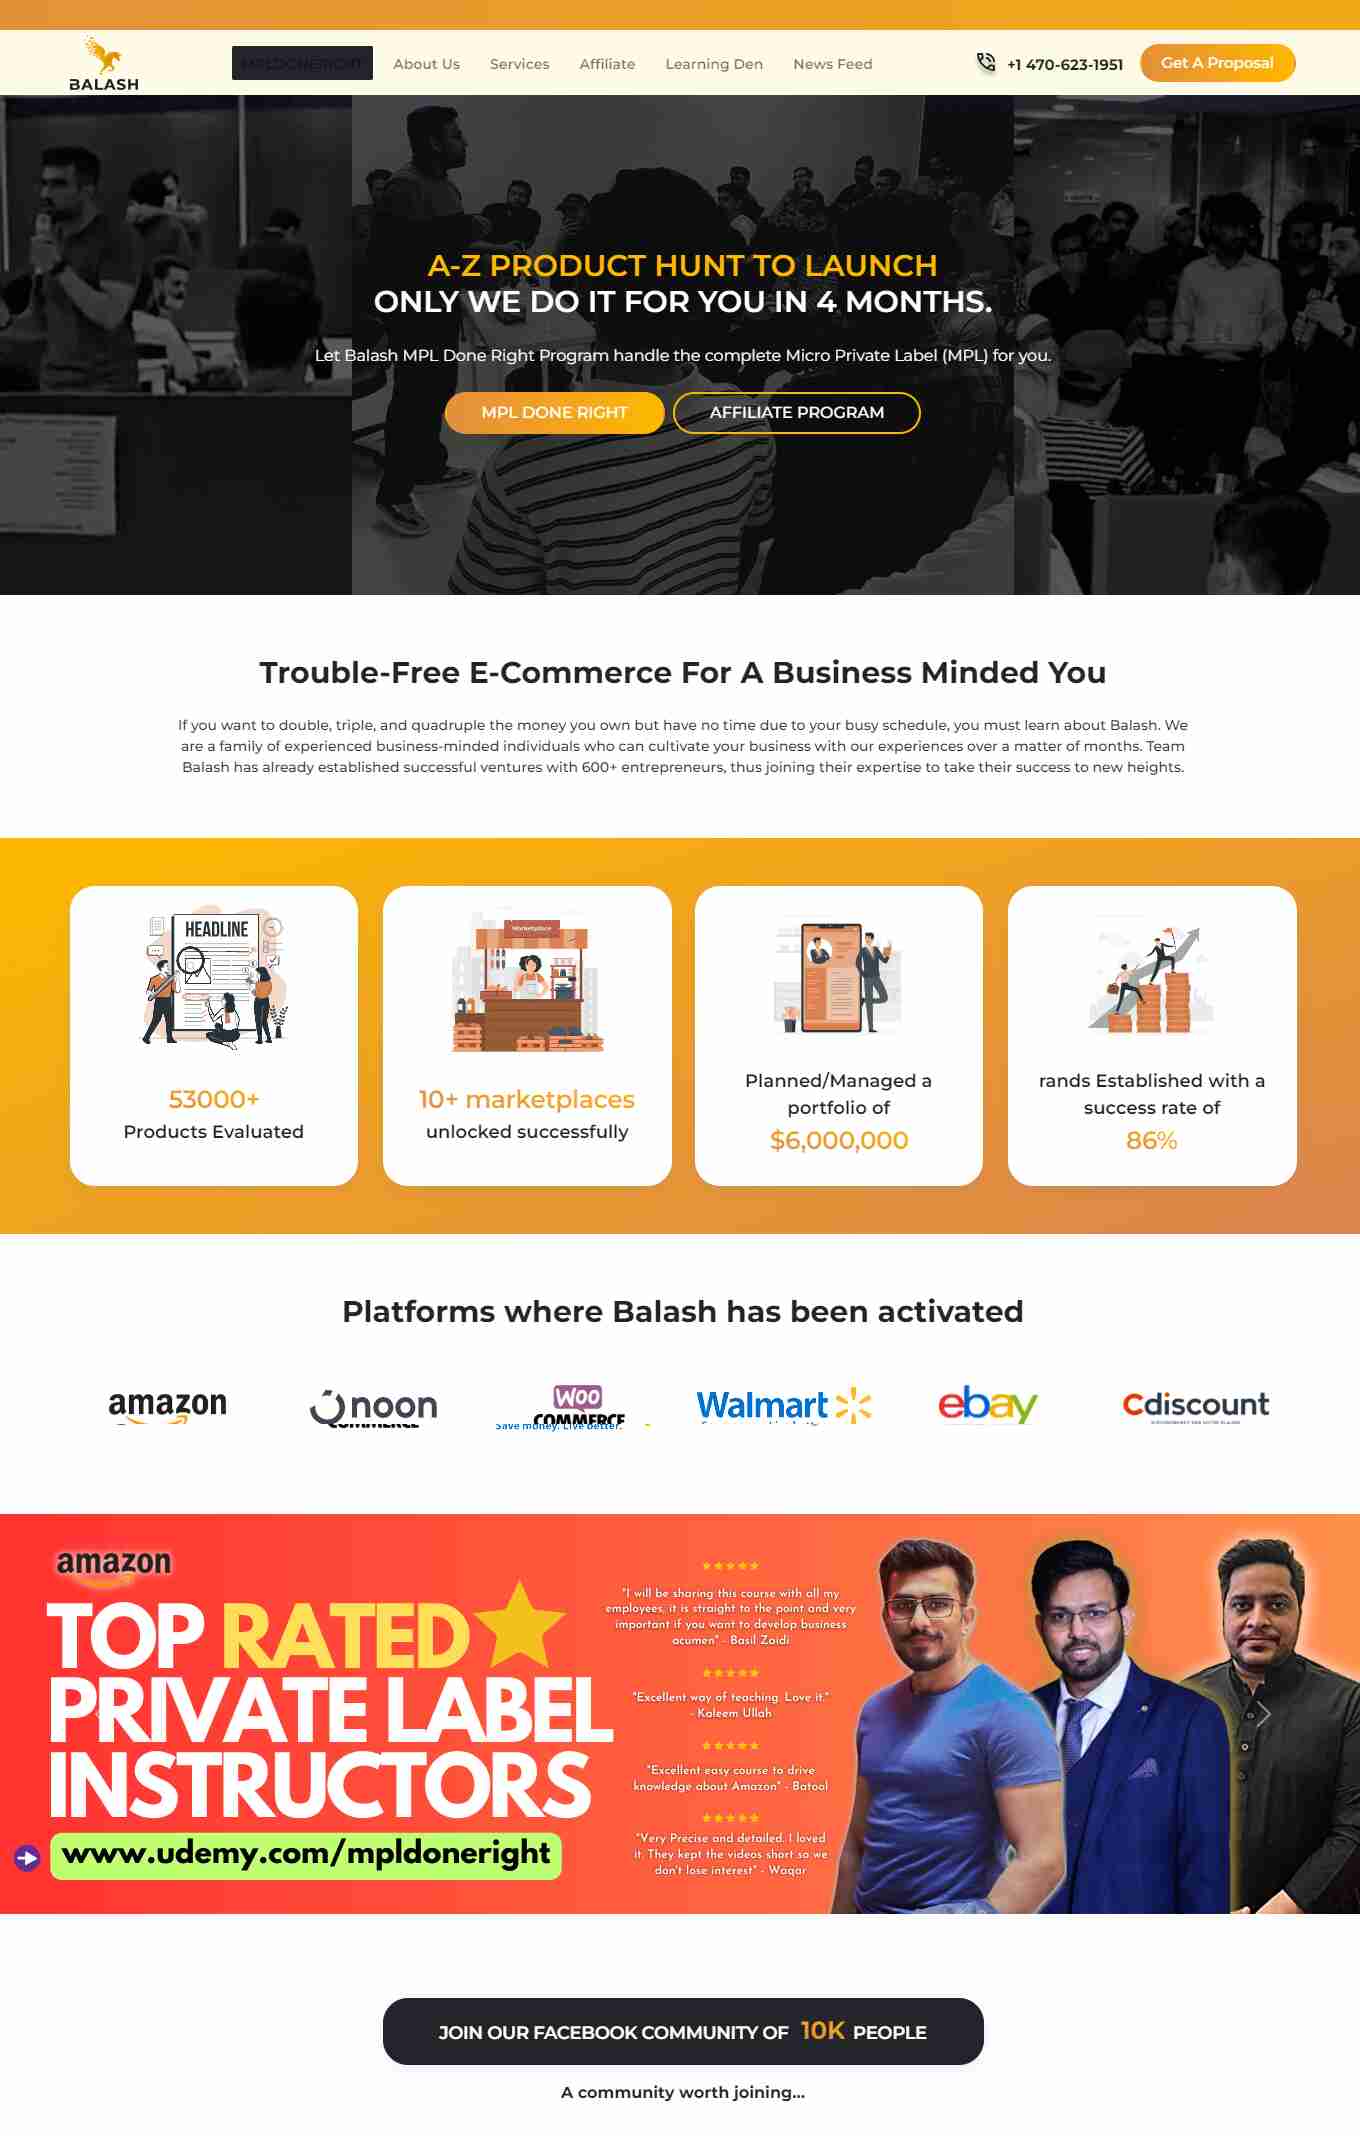 BALASH
MPLDONERIGHT
About Us
Services
Affiliate
Learning Den
News Feed
+1 470-623-1951
Get A Proposal
A-Z PRODUCT HUNT TO LAUNCH
ONLY WE DO IT FOR YOU IN 4 MONTHS.
Let Balash MPL Done Right Program handle the complete Micro Private Label (MPL) for you.
MPL DONE RIGHT
AFFILIATE PROGRAM
Trouble-Free E-Commerce For A Business Minded You
If you want to double, triple, and quadruple the money you own but have no time due to your busy schedule, you must learn about Balash. We
are a family of experienced business-minded individuals who can cultivate your business with our experiences over a matter of months. Team
Balash has already established successful ventures with 600+ entrepreneurs, thus joining their expertise to take their success to new heights.
HEADLINE
53000+
Products Evaluated
Marketplace
10+ marketplaces
unlocked successfully
Planned/Managed a
portfolio of
$6,000,000
rands Established with a
success rate of
86%
Platforms where Balash has been activated
amazon
noon
COMMERCE
WOO
COMMERCE
Save money. Live better.
Walmart
ebay
Cdiscount
amazon
TOP RATED
PRIVATE LABEL
INSTRUCTORS
www.udemy.com/mpldoneright
"I will be sharing this course with all my
employees, it is straight to the point and very
important if you want to develop business
acumen" - Basil Zaidi
"Excellent way of teaching. Love it."
- Kaleem Ullah
"Excellent easy course to drive
knowledge about Amazon" - Batool
"Very Precise and detailed. I loved
it. They kept the videos short so we
don't lose interest" - Waqar
JOIN OUR FACEBOOK COMMUNITY OF 10K PEOPLE
A community worth joining...